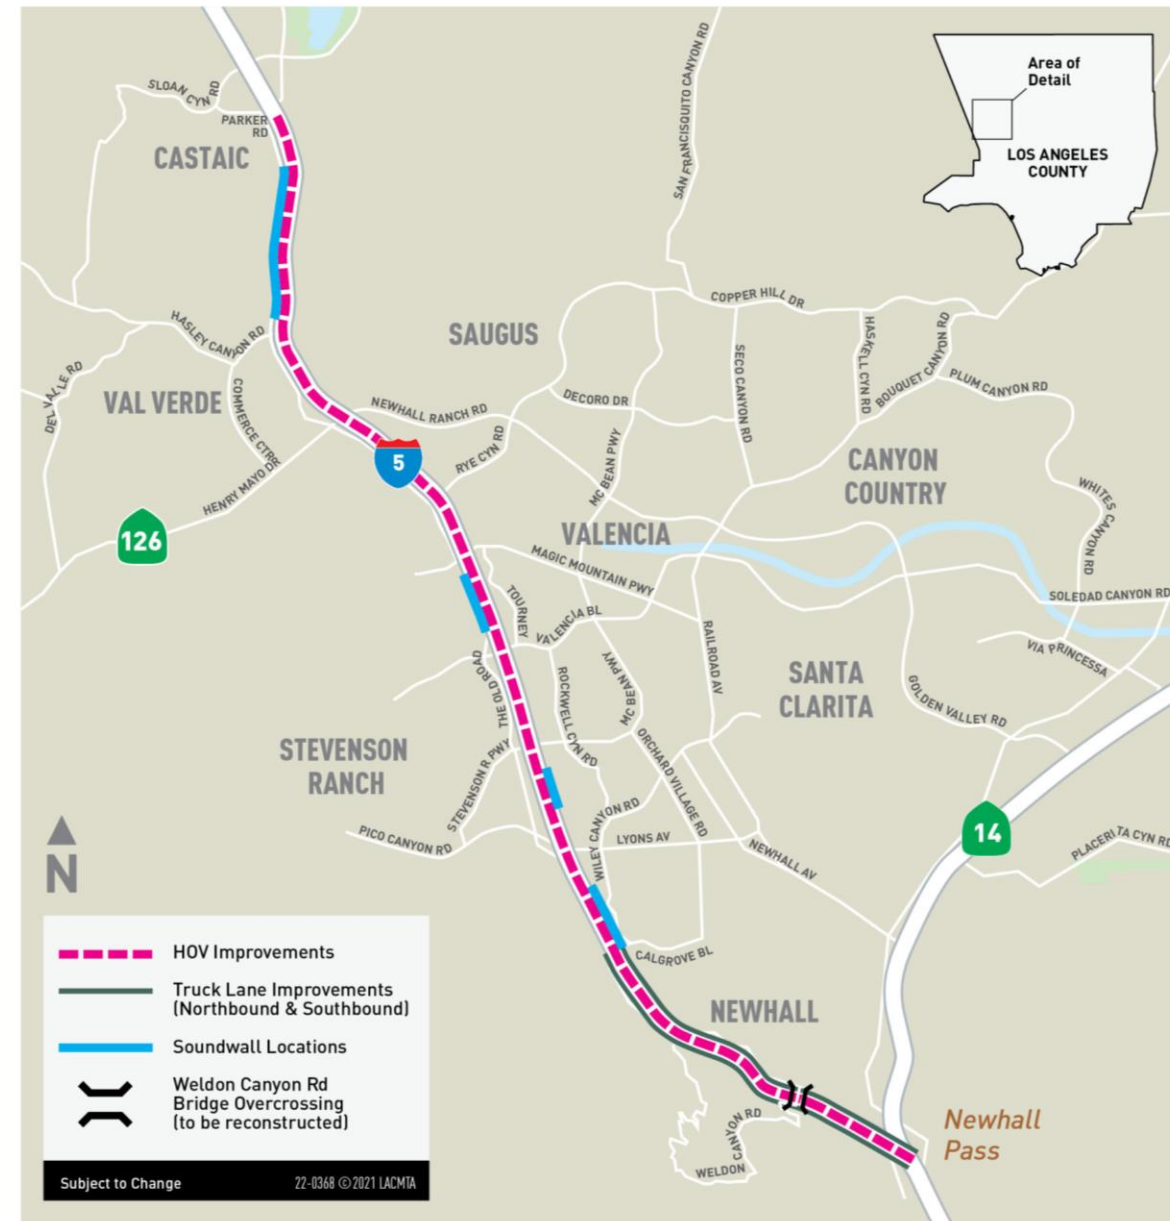 SLOAN CYN RD
PARKER
RD
CASTAIC
SAN FRANCISQUITO CANYON RD
Area of
Detail
LOS ANGELES
COUNTY
COPPER HILL DR
HASLEY CANYON RD
SAUGUS
SECO CANYON RD
HASKELL CYN RD
BOUQUET CANYON RD
PLUM CANYON RD
DEL VALLE RD
VAL VERDE
COMMERCE CTR
NEWHALL RANCH RD
DECORO DR
RYE CYN RD
MC BEAN PWY
5
CANYON
COUNTRY
HENRY MAYO DR
WHITES CANYON RD
126
VALENCIA
MAGIC MOUNTAIN PWY
TOURNEY
VALENCIA BL
SOLEDAD CANYON RD
RAILROAD AV
VIA PRINCESSA
THE OLD ROAD
ROCKWELL CYN RD
MC BEAN PWY
SANTA
CLARITA
GOLDEN VALLEY RD
STEVENSON
RANCH
STEVENSON R PWY
ORCHARD VILLAGE RD
PICO CANYON RD
WILEY CANYON RD
LYONS AV
NEWHALL AV
14
PLACERITA CYN RD
N
CALGROVE BL
NEWHALL
WELDON CANYON RD
Newhall
Pass
HOV Improvements
Truck Lane Improvements
(Northbound & Southbound)
Soundwall Locations
Weldon Canyon Rd
Bridge Overcrossing
(to be reconstructed)
Subject to Change
22-0368 ©2021 LACMTA